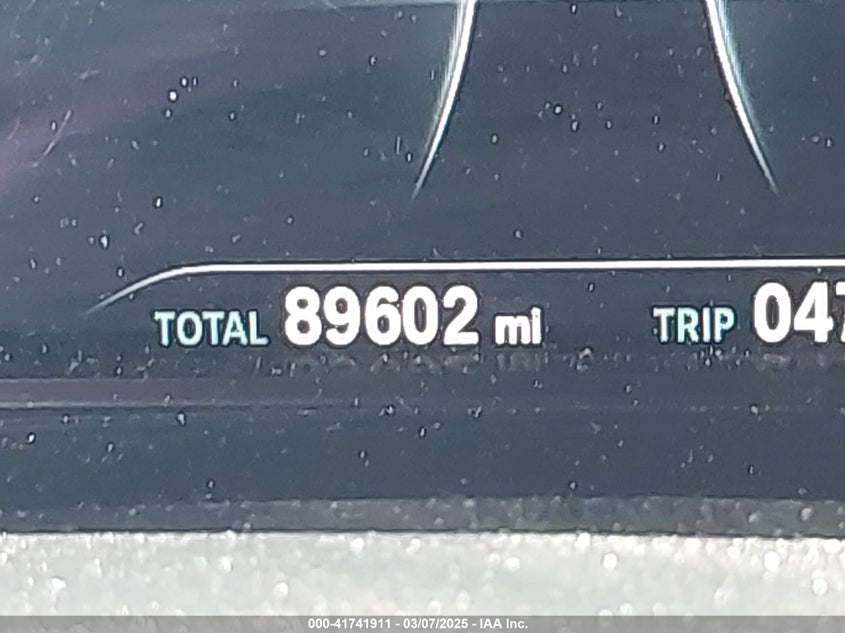 TOTAL 89602 mi TRIP 047
000-41741911 - 03/07/2025 - IAA Inc.